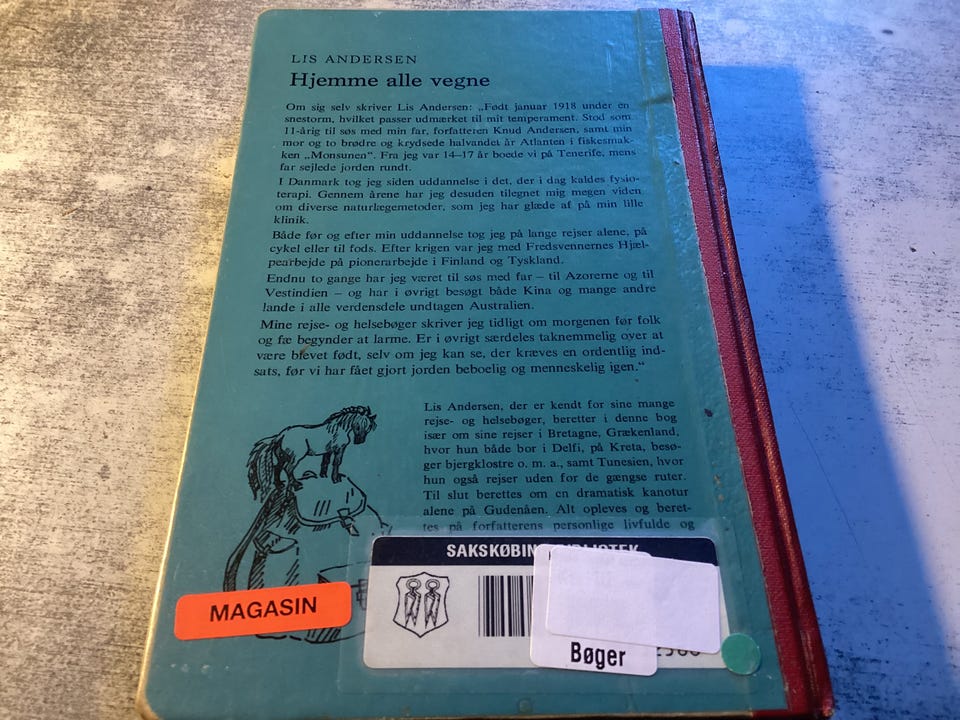 LIS ANDERSEN
Hjemme alle vegne
Om sig selv skriver Lis Andersen: „Født januar 1918 under en
snestorm, hvilket passer udmærket til mit temperament. Stod som
11-årig til søs med min far, forfatteren Knud Andersen, samt min
mor og to brødre og krydsede halvandet år Atlanten i fiskesmak-
ken „Monsunen“. Fra jeg var 14–17 år boede vi på Tenerife, mens
far sejlede jorden rundt.
I Danmark tog jeg siden uddannelse i det, der i dag kaldes fysio-
terapi. Gennem årene har jeg desuden tilegnet mig megen viden
om diverse naturlægemetoder, som jeg har glæde af på min lille
klinik.
Både før og efter min uddannelse tog jeg på lange rejser alene, på
cykel eller til fods. Efter krigen var jeg med Fredsvennernes Hjæl-
pearbejde på pionerarbejde i Finland og Tyskland.
Endnu to gange har jeg været til søs med far – til Azorerne og til
Vestindien – og har i øvrigt besøgt både Kina og mange andre
lande i alle verdensdele undtagen Australien.
Mine rejse- og helsebøger skriver jeg tidligt om morgenen før folk
og fæ begynder at larme. Er i øvrigt særdeles taknemmelig over at
være blevet født, selv om jeg kan se, der kræves en ordentlig ind-
sats, før vi har fået gjort jorden beboelig og menneskelig igen.“
Lis Andersen, der er kendt for sine mange
rejse- og helsebøger, beretter i denne bog
især om sine rejser i Bretagne, Grækenland,
hvor hun både bor i Delfi, på Kreta, besø-
ger bjergklostre o. m. a., samt Tunesien, hvor
hun også rejser uden for de gængse ruter.
Til slut berettes om en dramatisk kanotur
alene på Gudenåen. Alt opleves og beret-
tes på forfatterens personlige livfulde og
SAKSKØBING
MAGASIN
Bøger